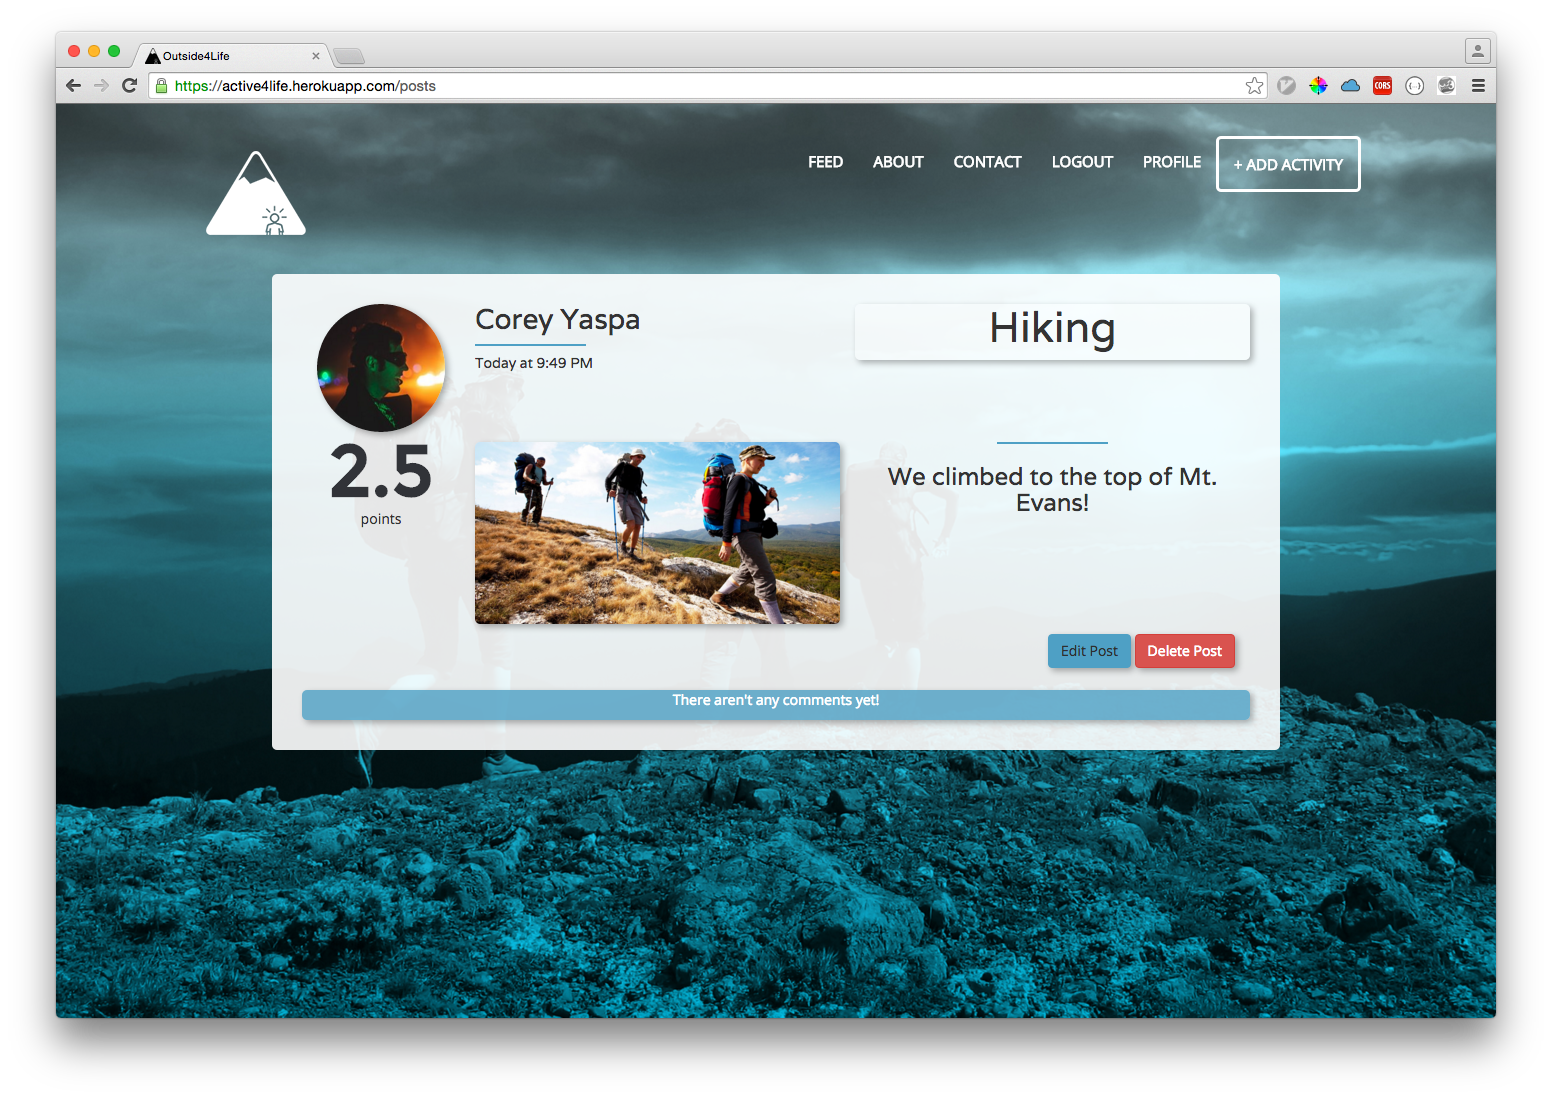 Outside4Life
https://active4life.herokuapp.com/posts
CORS
FEED ABOUT CONTACT LOGOUT PROFILE + ADD ACTIVITY
Corey Yaspa
Today at 9:49 PM
Hiking
2.5
points
We climbed to the top of Mt.
Evans!
Edit Post Delete Post
There aren't any comments yet!